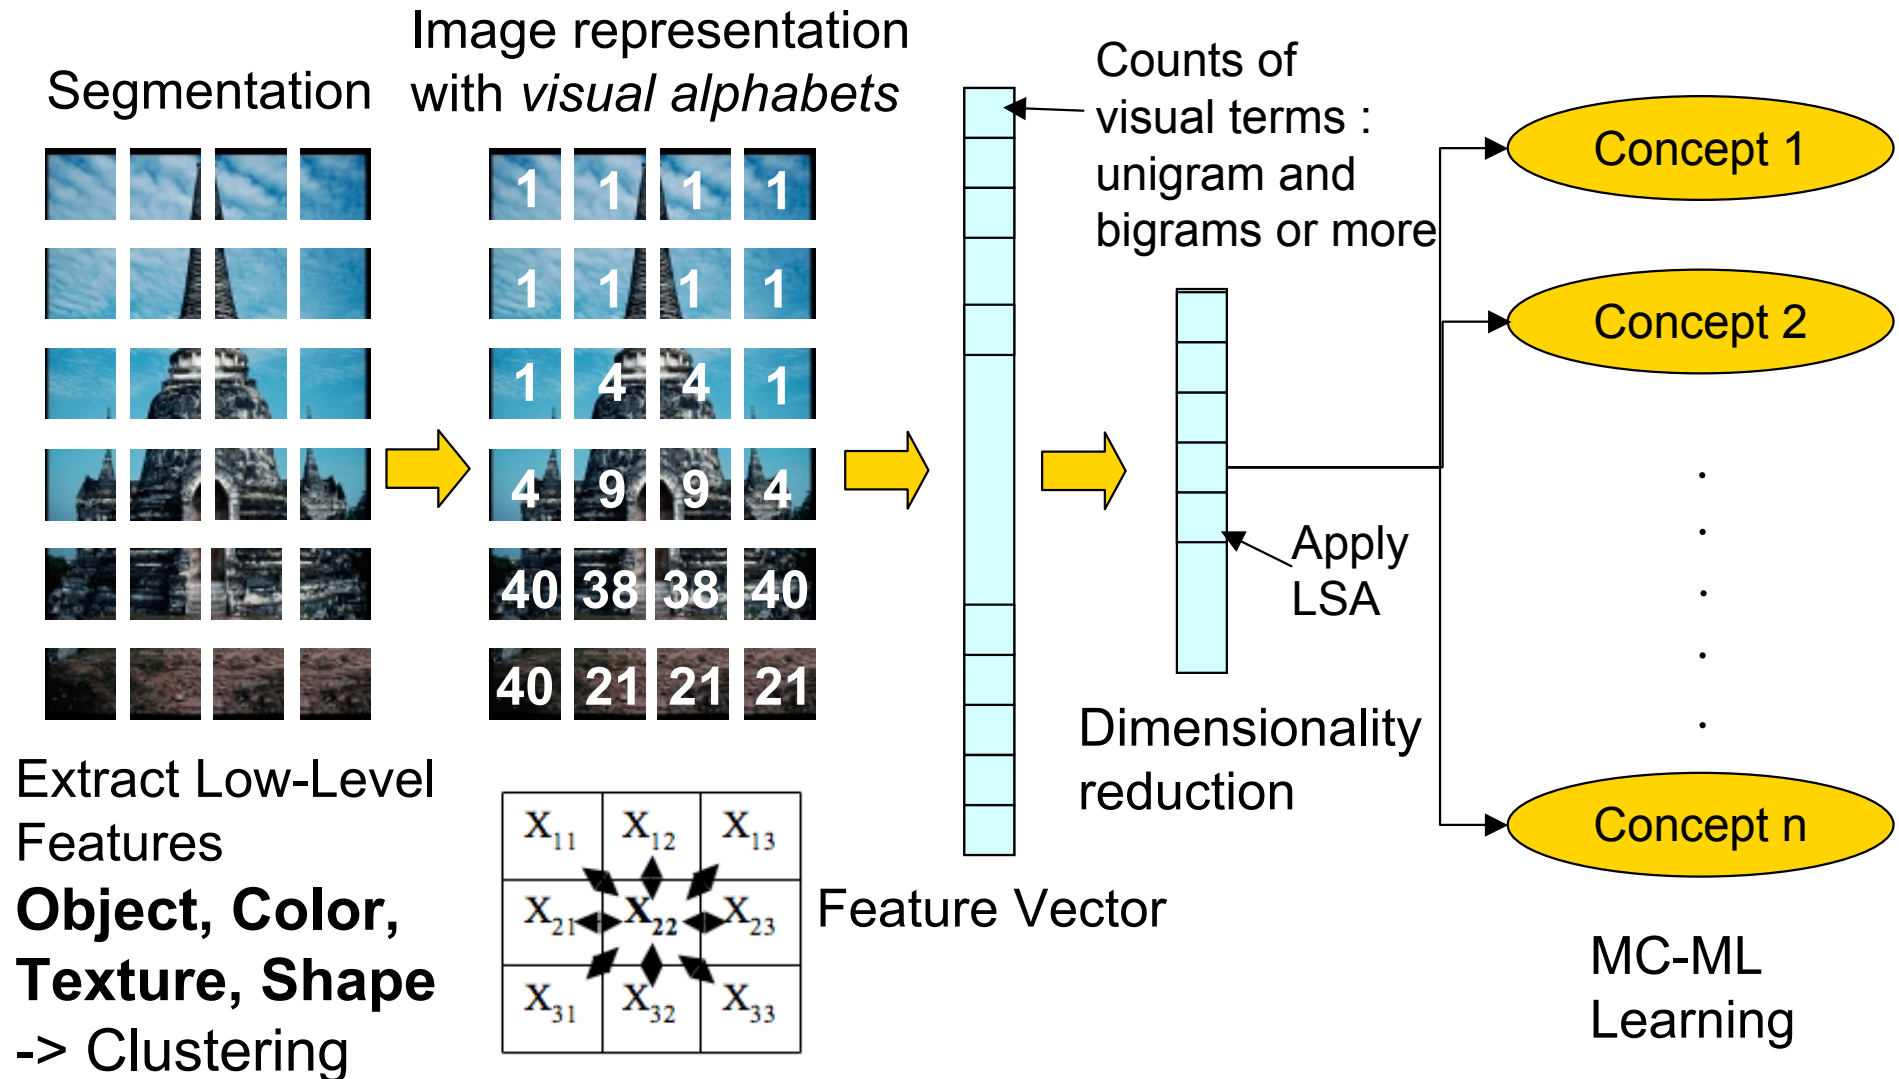 Segmentation
Image representation
with visual alphabets
1 1 1 1
1 1 1 1
1 4 4 1
4 9 9 4
40 38 38 40
40 21 21 21
Extract Low-Level
Features
Object, Color,
Texture, Shape
-> Clustering
X11 X12 X13
X21 X22 X23
X31 X32 X33
Feature Vector
Counts of
visual terms :
unigram and
bigrams or more
Apply
LSA
Dimensionality
reduction
Concept 1
Concept 2
.
.
.
.
.
Concept n
MC-ML
Learning